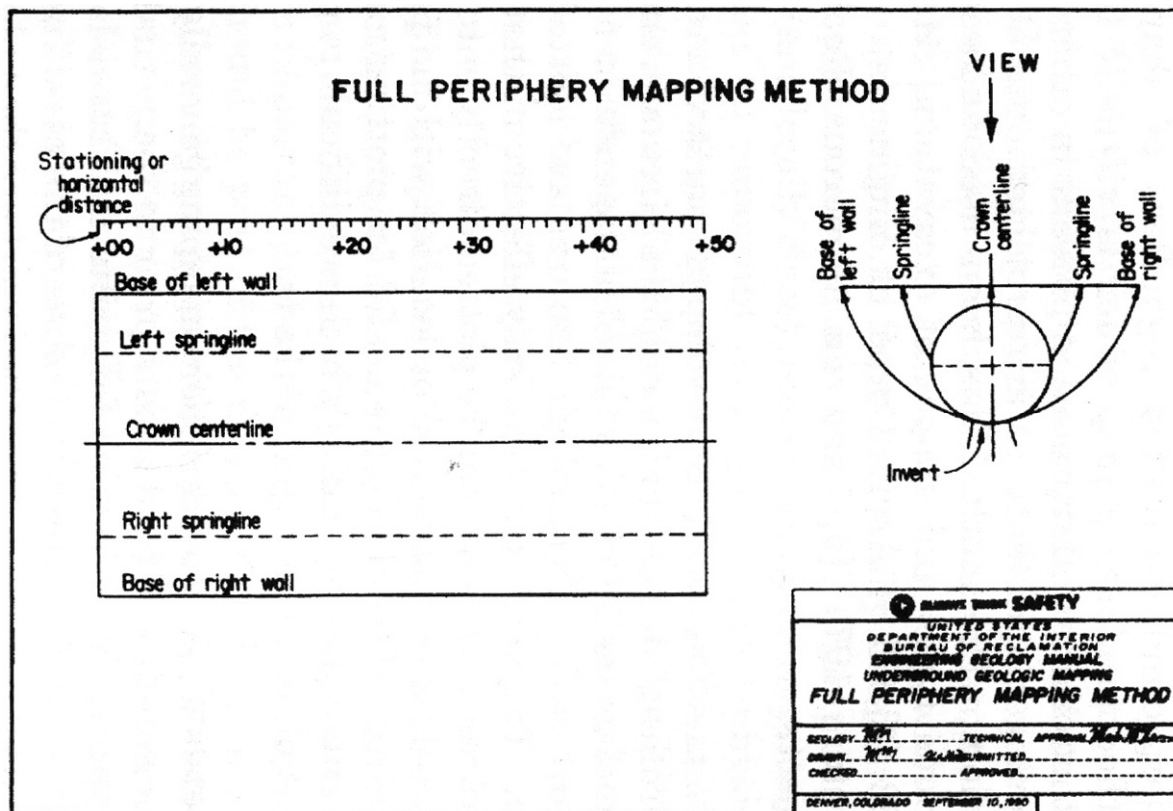 FULL PERIPHERY MAPPING METHOD
VIEW
Stationing or
horizontal
distance
+00 +10 +20 +30 +40 +50
Base of left wall
Left springline
Crown centerline
Right springline
Base of right wall
Base of
left wall
Springline
Crown
centerline
Springline
Base of
right wall
Invert
ALWAYS THINK SAFETY
UNITED STATES
DEPARTMENT OF THE INTERIOR
BUREAU OF RECLAMATION
ENGINEERING GEOLOGY MANUAL
UNDERGROUND GEOLOGIC MAPPING
FULL PERIPHERY MAPPING METHOD
GEOLOGY TECHNICAL APPROVAL
DRAWN SUBMITTED
CHECKED APPROVED
DENVER, COLORADO SEPTEMBER 10, 1980